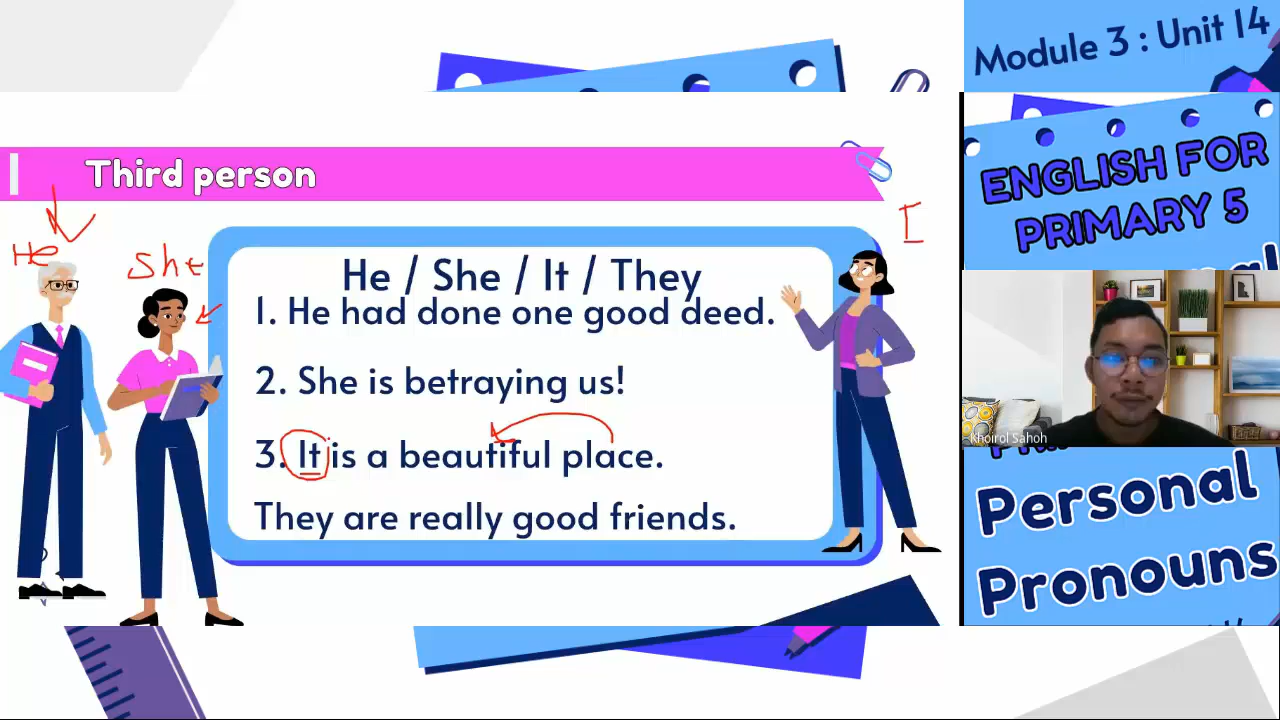 Module 3 : Unit 14
Third person
He
She
I
He / She / It / They
1. He had done one good deed.
2. She is betraying us!
3. It is a beautiful place.
They are really good friends.
ENGLISH FOR
PRIMARY 5
Khoirol Sahoh
Personal
Pronouns